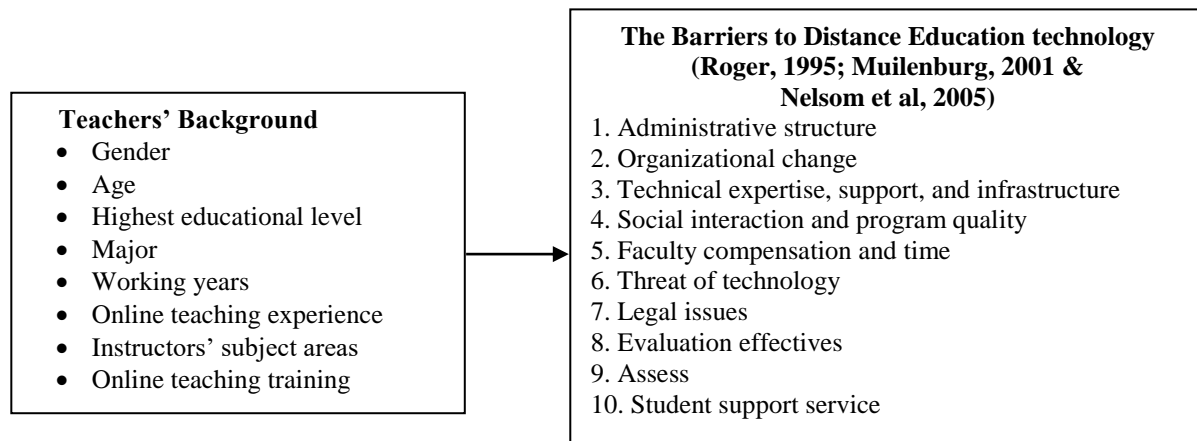 Teachers’ Background
• Gender
• Age
• Highest educational level
• Major
• Working years
• Online teaching experience
• Instructors’ subject areas
• Online teaching training
The Barriers to Distance Education technology
(Roger, 1995; Muilenburg, 2001 &
Nelsom et al, 2005)
1. Administrative structure
2. Organizational change
3. Technical expertise, support, and infrastructure
4. Social interaction and program quality
5. Faculty compensation and time
6. Threat of technology
7. Legal issues
8. Evaluation effectives
9. Assess
10. Student support service